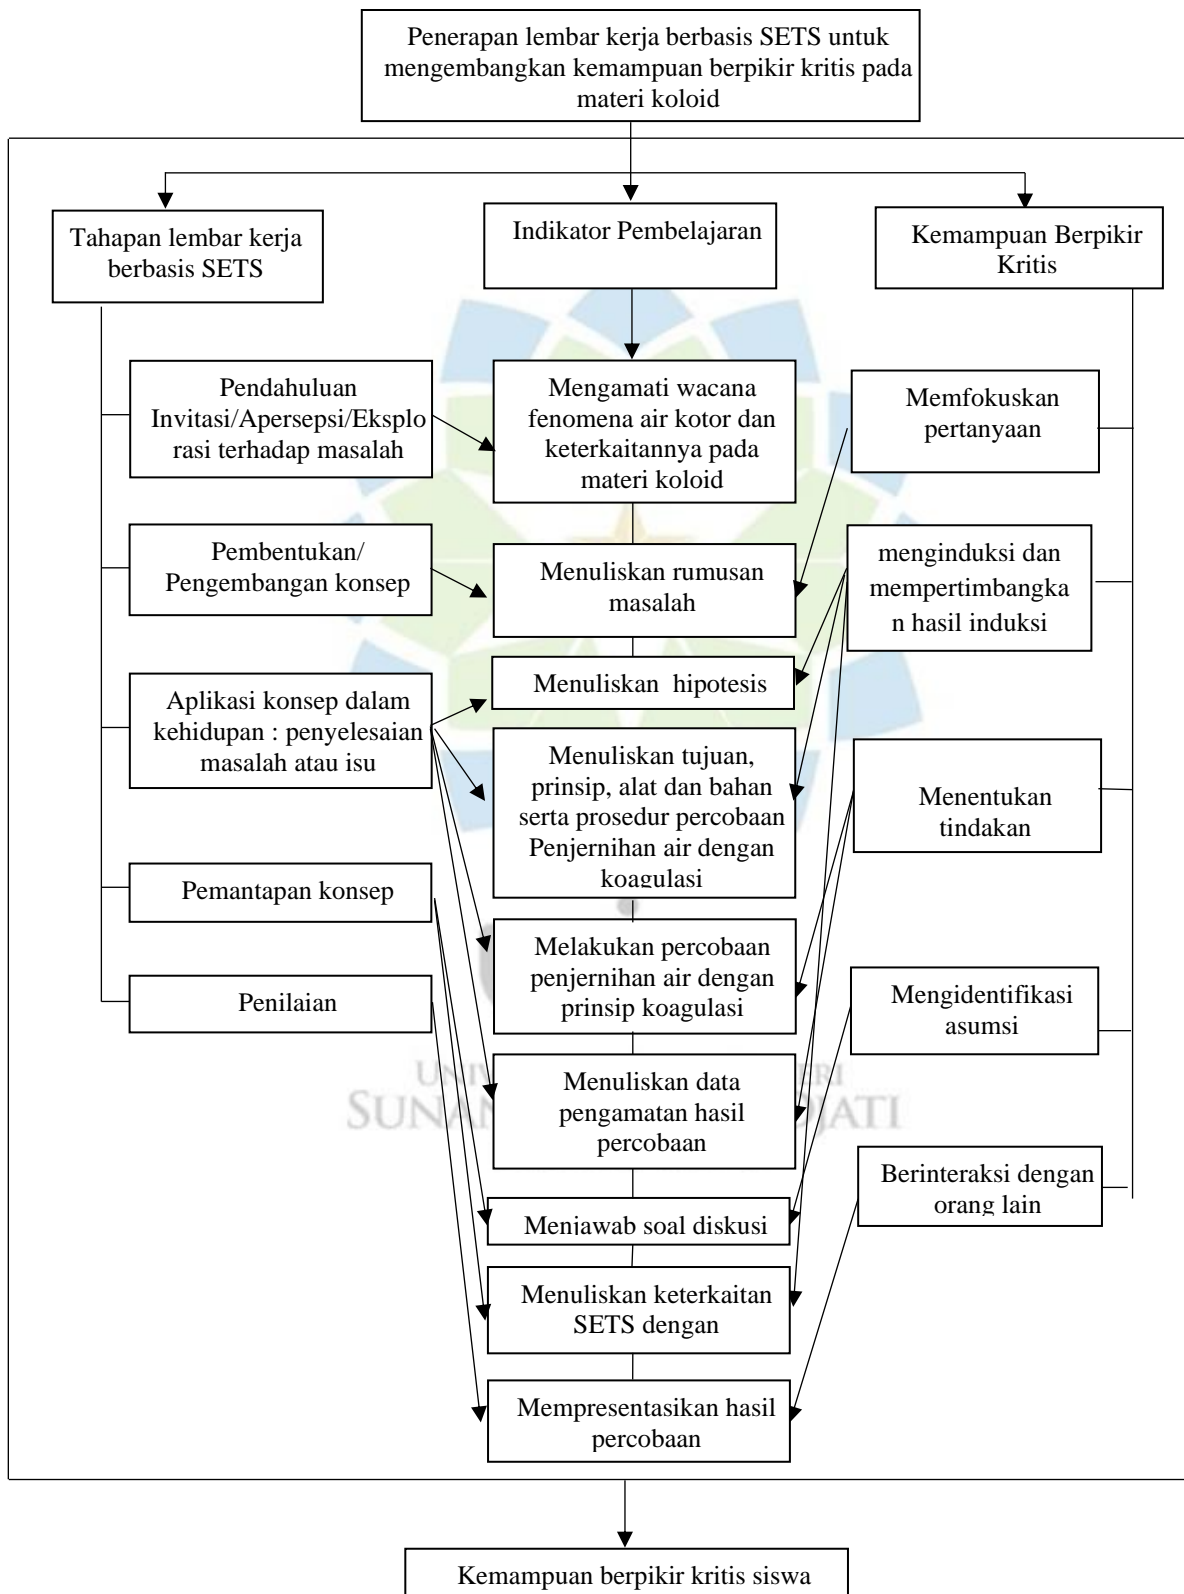 Penerapan lembar kerja berbasis SETS untuk
mengembangkan kemampuan berpikir kritis pada
materi koloid
Tahapan lembar kerja
berbasis SETS
Indikator Pembelajaran
Kemampuan Berpikir
Kritis
Pendahuluan
Invitasi/Apersepsi/Eksplo
rasi terhadap masalah
Pembentukan/
Pengembangan konsep
Aplikasi konsep dalam
kehidupan : penyelesaian
masalah atau isu
Pemantapan konsep
Penilaian
Mengamati wacana
fenomena air kotor dan
keterkaitannya pada
materi koloid
Menuliskan rumusan
masalah
Menuliskan hipotesis
Menuliskan tujuan,
prinsip, alat dan bahan
serta prosedur percobaan
Penjernihan air dengan
koagulasi
Melakukan percobaan
penjernihan air dengan
prinsip koagulasi
Menuliskan data
pengamatan hasil
percobaan
Menjawab soal diskusi
Menuliskan keterkaitan
SETS dengan
Mempresentasikan hasil
percobaan
Memfokuskan
pertanyaan
menginduksi dan
mempertimbangka
n hasil induksi
Menentukan
tindakan
Mengidentifikasi
asumsi
Berinteraksi dengan
orang lain
UNIV ERI
SUNAN DJATI
Kemampuan berpikir kritis siswa